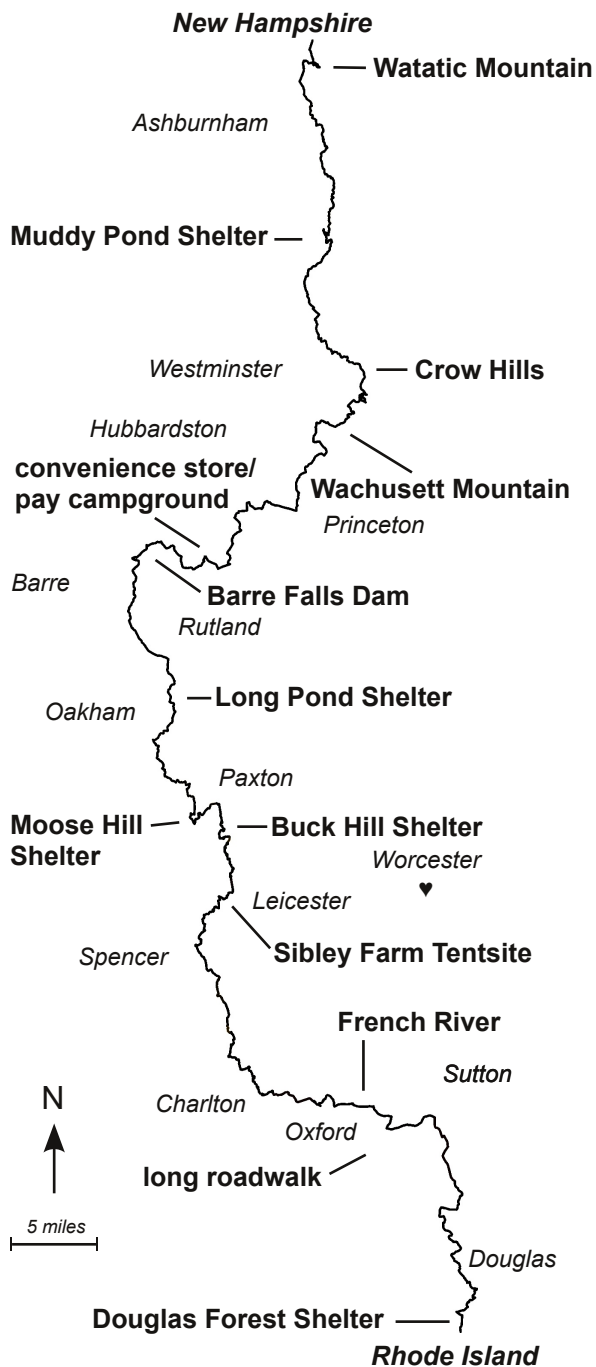 New Hampshire
Watatic Mountain
Ashburnham
Muddy Pond Shelter
Westminster
Crow Hills
Hubbardston
convenience store/
pay campground
Wachusett Mountain
Princeton
Barre
Barre Falls Dam
Rutland
Long Pond Shelter
Oakham
Paxton
Moose Hill
Shelter
Buck Hill Shelter
Worcester
Leicester
Spencer
Sibley Farm Tentsite
French River
Sutton
N
Charlton
Oxford
long roadwalk
5 miles
Douglas
Douglas Forest Shelter
Rhode Island